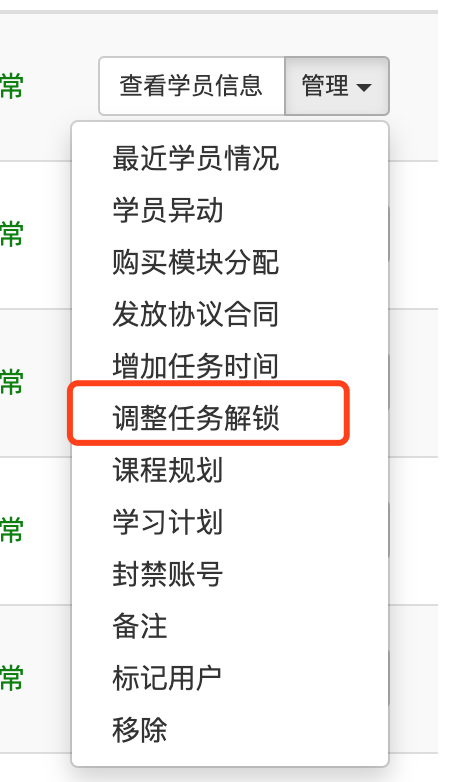 常
查看学员信息 管理
最近学员情况
学员异动
常
购买模块分配
发放协议合同
增加任务时间
常
调整任务解锁
课程规划
学习计划
常
封禁账号
备注
标记用户
常
移除